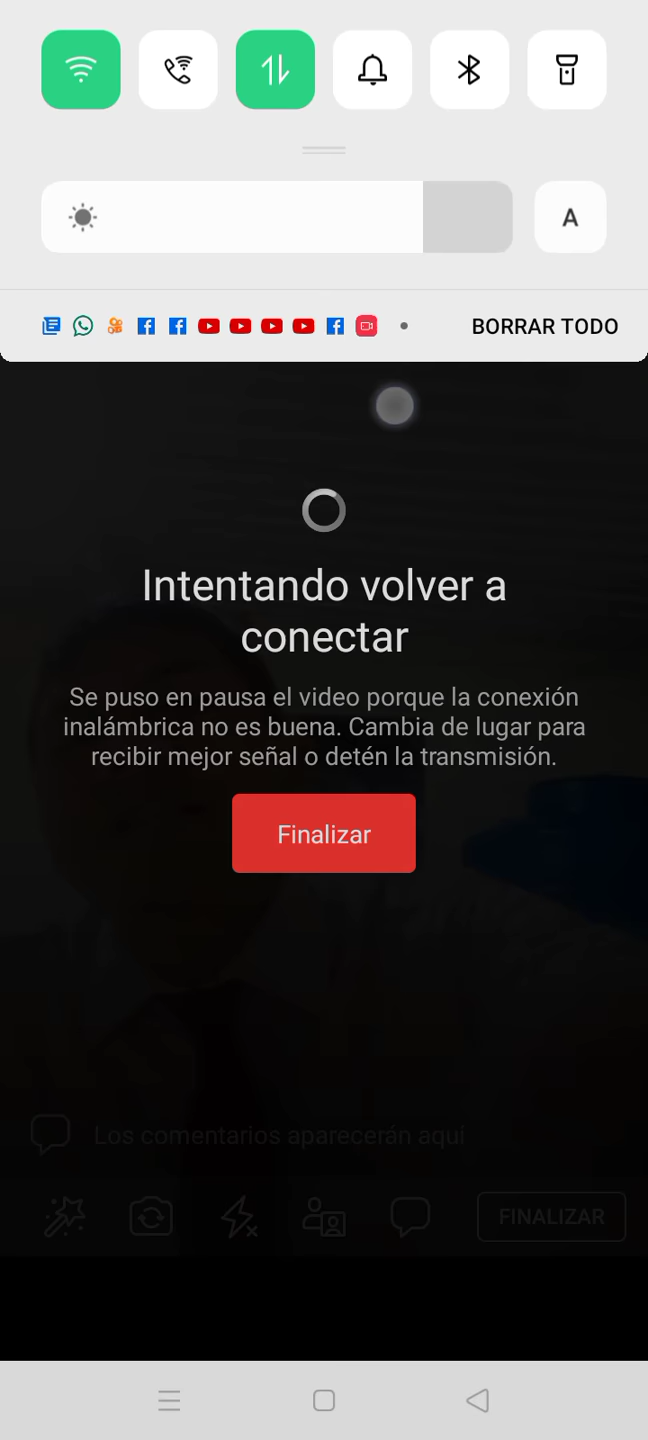 A
BORRAR TODO
Intentando volver a
conectar
Se puso en pausa el video porque la conexión
inalámbrica no es buena. Cambia de lugar para
recibir mejor señal o detén la transmisión.
Finalizar
Los comentarios aparecerán aquí
FINALIZAR